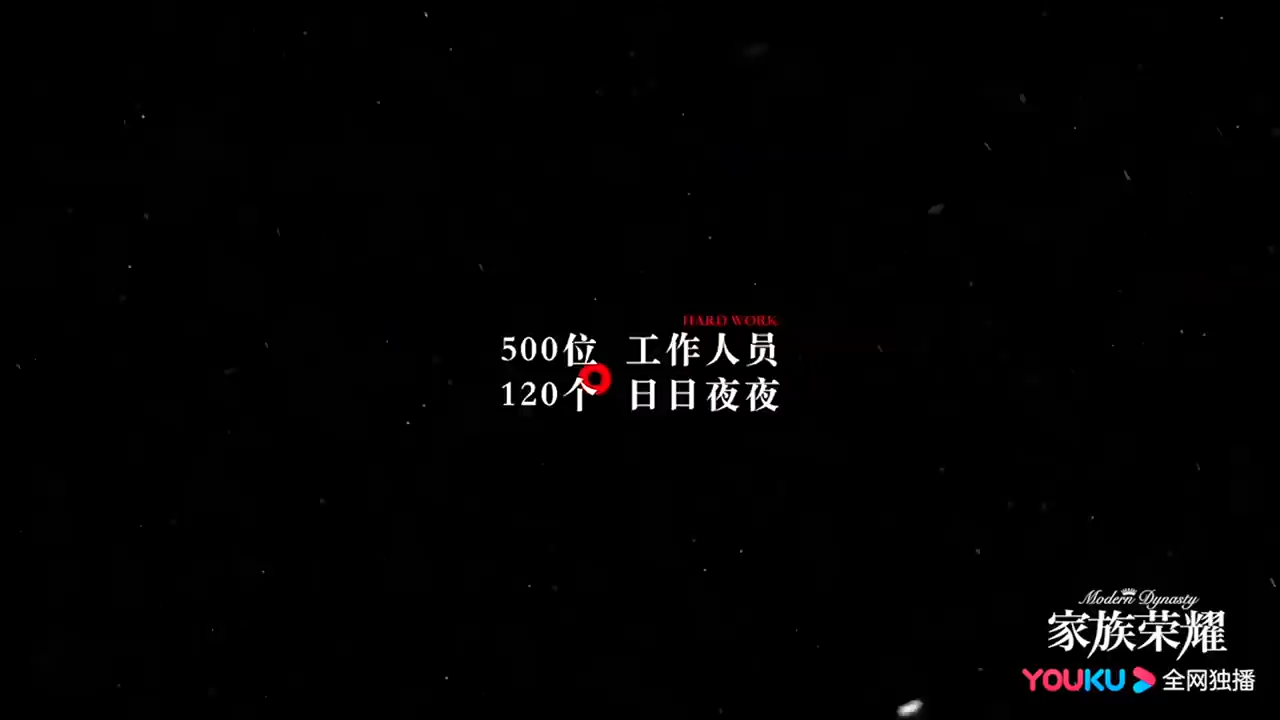 HARD WORK
500位 工作人员
120个 日日夜夜
Modern Dynasty
家族荣耀
YOUKU 全网独播